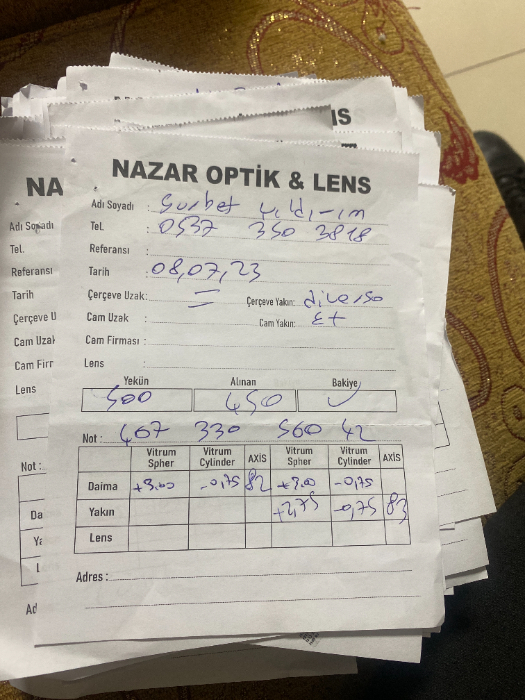 IS
NA
NAZAR OPTİK & LENS
Adı Soyadı : Gurbet Yıldırım
Tel. : 0537 350 3818
Referansı :
Tarih : 08,07,23
Çerçeve Uzak: = Çerçeve Yakın: diverso
Cam Uzak : Cam Yakın: Et
Cam Firması :
Lens :
Yekün Alınan Bakiye
500 450
Not : 467 330 560 42
Vitrum Spher Vitrum Cylinder AXİS Vitrum Spher Vitrum Cylinder AXİS
Daima +3.00 -0,75 82 +3.00 -0,75
Yakın +2,75 -0,75 83
Lens
Adres :
Adı Soyadı
Tel.
Referansı
Tarih
Çerçeve U
Cam Uzak
Cam Firr
Lens
Not :
Da
Ya
L
Ad